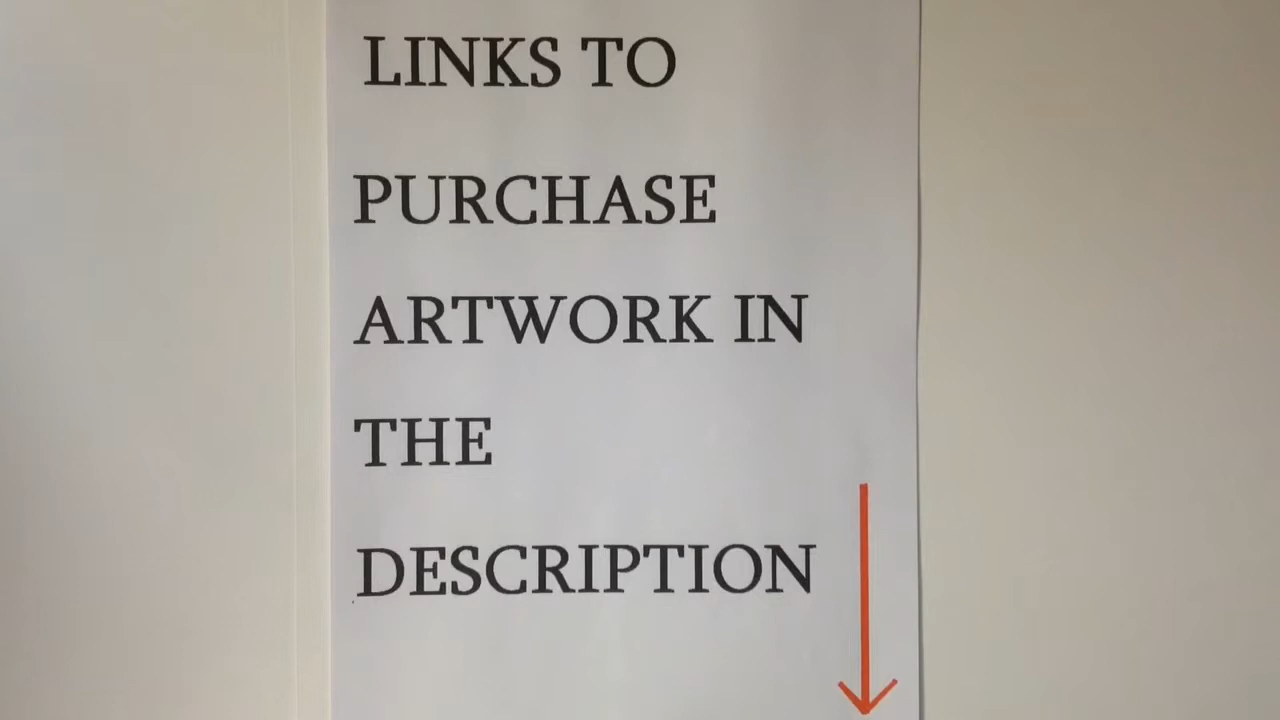 LINKS TO
PURCHASE
ARTWORK IN
THE
DESCRIPTION